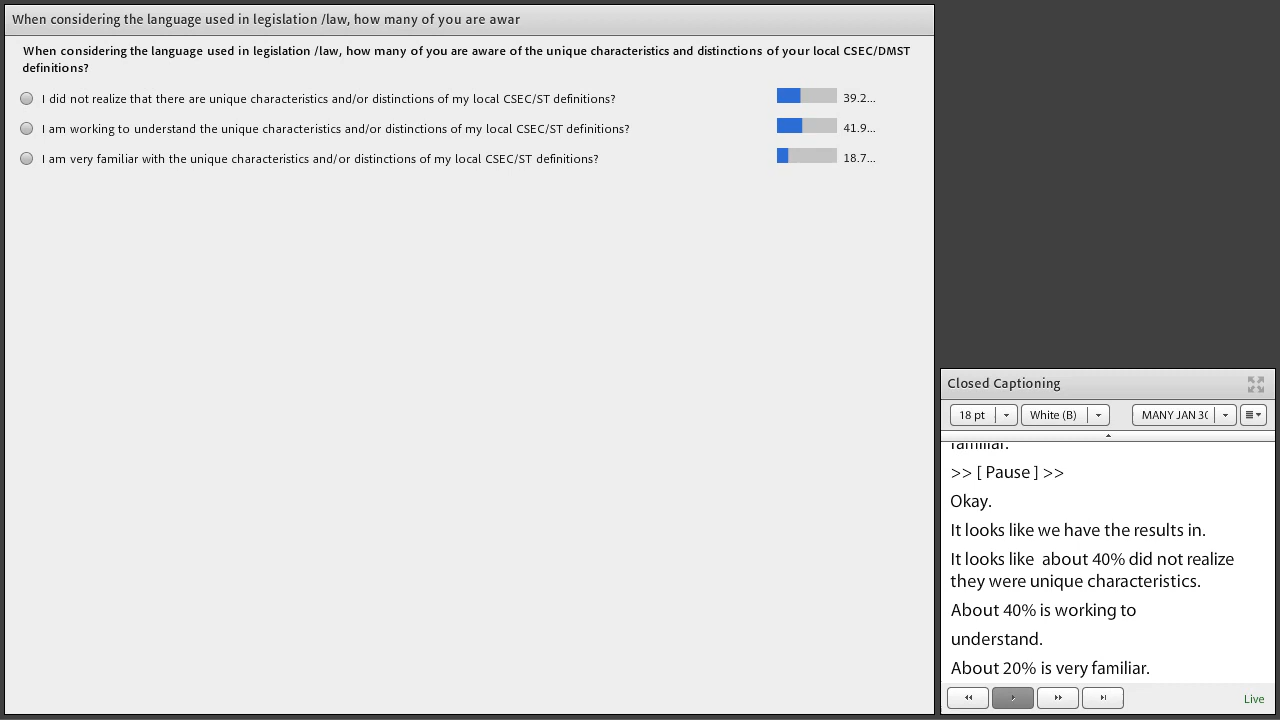 When considering the language used in legislation /law, how many of you are awar
When considering the language used in legislation /law, how many of you are aware of the unique characteristics and distinctions of your local CSEC/DMST
definitions?
I did not realize that there are unique characteristics and/or distinctions of my local CSEC/ST definitions? 39.2...
I am working to understand the unique characteristics and/or distinctions of my local CSEC/ST definitions? 41.9...
I am very familiar with the unique characteristics and/or distinctions of my local CSEC/ST definitions? 18.7...
Closed Captioning
18 pt White (B) MANY JAN 30
familiar.
>> [ Pause ] >>
Okay.
It looks like we have the results in.
It looks like about 40% did not realize
they were unique characteristics.
About 40% is working to
understand.
About 20% is very familiar.
Live